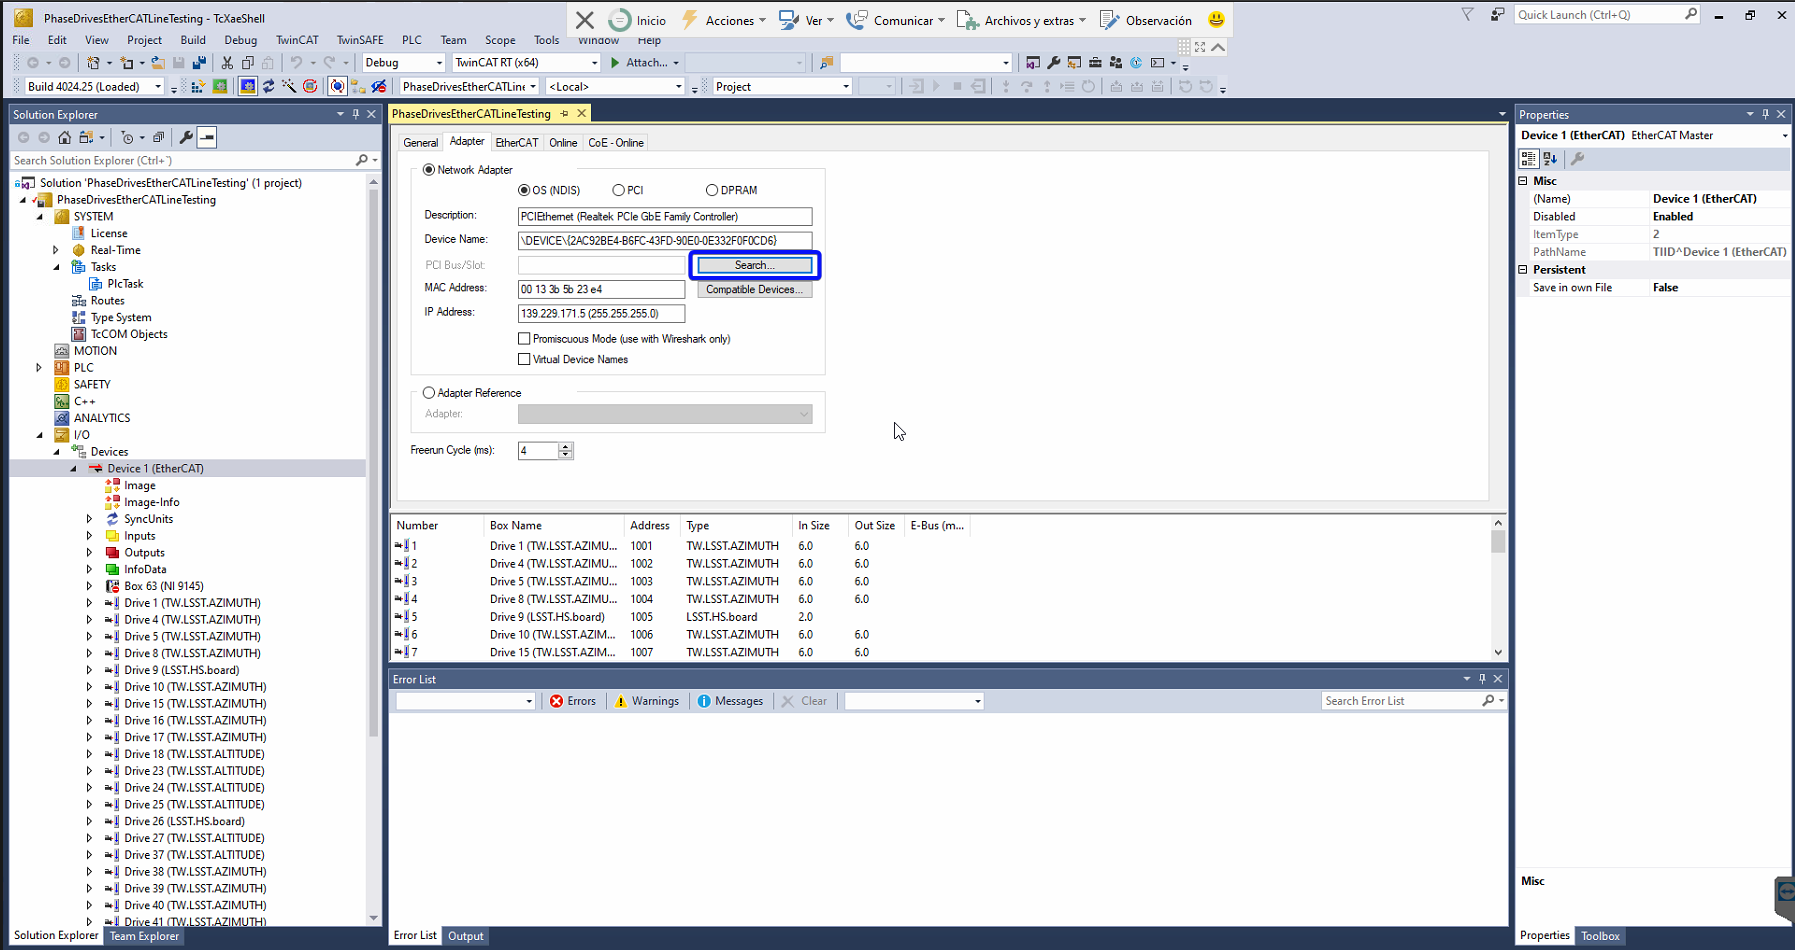 PhaseDrivesEtherCATLineTesting - TcXaeShell
Inicio Acciones Ver Comunicar Archivos y extras Observación
Quick Launch (Ctrl+Q)
File Edit View Project Build Debug TwinCAT TwinSAFE PLC Team Scope Tools Window Help
Debug TwinCAT RT (x64) Attach...
Build 4024.25 (Loaded) PhaseDrivesEtherCATLine <Local> Project
Solution Explorer
Search Solution Explorer (Ctrl+`)
Solution 'PhaseDrivesEtherCATLineTesting' (1 project)
PhaseDrivesEtherCATLineTesting
SYSTEM
License
Real-Time
Tasks
PlcTask
Routes
Type System
TcCOM Objects
MOTION
PLC
SAFETY
C++
ANALYTICS
I/O
Devices
Device 1 (EtherCAT)
Image
Image-Info
SyncUnits
Inputs
Outputs
InfoData
Box 63 (NI 9145)
Drive 1 (TW.LSST.AZIMUTH)
Drive 4 (TW.LSST.AZIMUTH)
Drive 5 (TW.LSST.AZIMUTH)
Drive 8 (TW.LSST.AZIMUTH)
Drive 9 (LSST.HS.board)
Drive 10 (TW.LSST.AZIMUTH)
Drive 15 (TW.LSST.AZIMUTH)
Drive 16 (TW.LSST.AZIMUTH)
Drive 17 (TW.LSST.AZIMUTH)
Drive 18 (TW.LSST.ALTITUDE)
Drive 23 (TW.LSST.ALTITUDE)
Drive 24 (TW.LSST.ALTITUDE)
Drive 25 (TW.LSST.ALTITUDE)
Drive 26 (LSST.HS.board)
Drive 27 (TW.LSST.ALTITUDE)
Drive 37 (TW.LSST.ALTITUDE)
Drive 38 (TW.LSST.AZIMUTH)
Drive 39 (TW.LSST.AZIMUTH)
Drive 40 (TW.LSST.AZIMUTH)
Drive 41 (TW.LSST.AZIMUTH)
Solution Explorer Team Explorer
PhaseDrivesEtherCATLineTesting
General Adapter EtherCAT Online CoE - Online
Network Adapter
OS (NDIS) PCI DPRAM
Description: PCIEthernet (Realtek PCIe GbE Family Controller)
Device Name: \DEVICE\{2AC92BE4-B6FC-43FD-90E0-0E332F0F0CD6}
PCI Bus/Slot: Search...
MAC Address: 00 13 3b 5b 23 e4 Compatible Devices...
IP Address: 139.229.171.5 (255.255.255.0)
Promiscuous Mode (use with Wireshark only)
Virtual Device Names
Adapter Reference
Adapter:
Freerun Cycle (ms): 4
Number Box Name Address Type In Size Out Size E-Bus (m...
1 Drive 1 (TW.LSST.AZIMU... 1001 TW.LSST.AZIMUTH 6.0 6.0
2 Drive 4 (TW.LSST.AZIMU... 1002 TW.LSST.AZIMUTH 6.0 6.0
3 Drive 5 (TW.LSST.AZIMU... 1003 TW.LSST.AZIMUTH 6.0 6.0
4 Drive 8 (TW.LSST.AZIMU... 1004 TW.LSST.AZIMUTH 6.0 6.0
5 Drive 9 (LSST.HS.board) 1005 LSST.HS.board 2.0
6 Drive 10 (TW.LSST.AZIM... 1006 TW.LSST.AZIMUTH 6.0 6.0
7 Drive 15 (TW.LSST.AZIM... 1007 TW.LSST.AZIMUTH 6.0 6.0
Error List
Errors Warnings Messages Clear
Search Error List
Error List Output
Properties
Device 1 (EtherCAT) EtherCAT Master
Misc
(Name) Device 1 (EtherCAT)
Disabled Enabled
ItemType 2
PathName TIID^Device 1 (EtherCAT)
Persistent
Save in own File False
Misc
Properties Toolbox